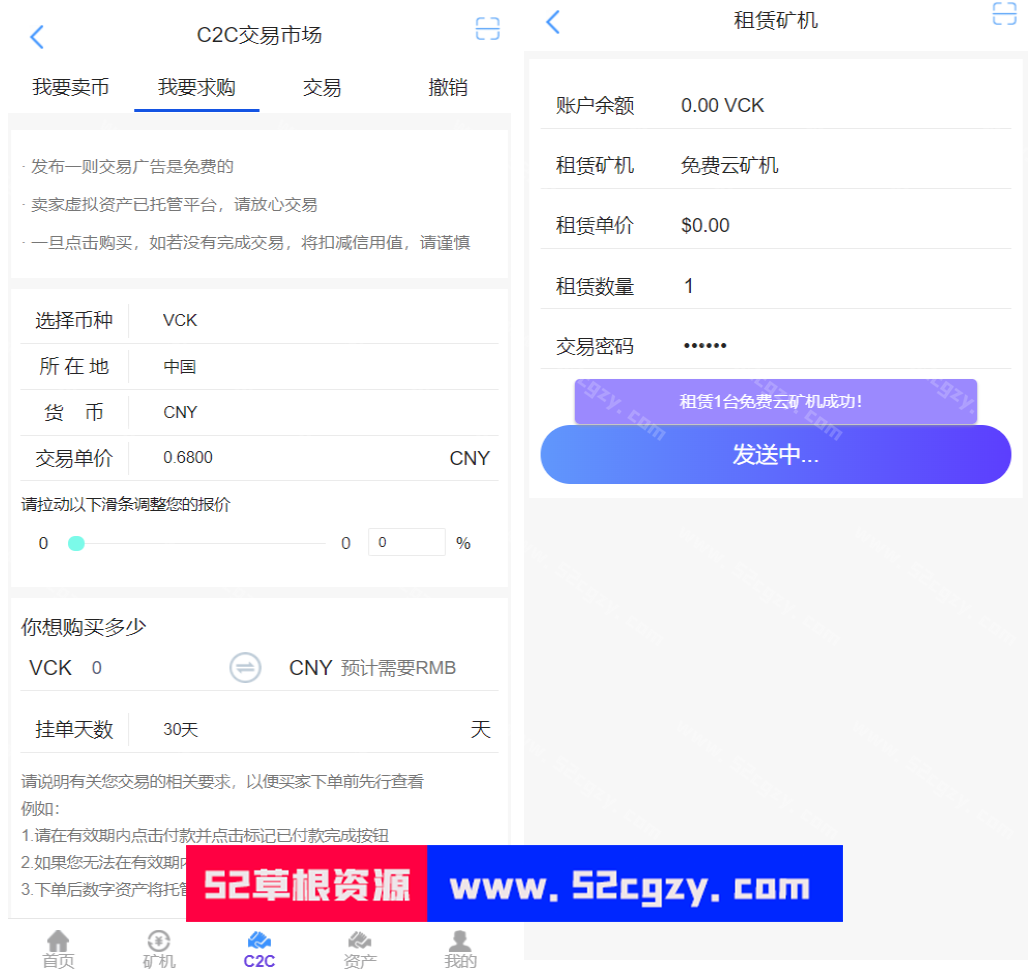 C2C交易市场
我要卖币 我要求购 交易 撤销
· 发布一则交易广告是免费的
· 卖家虚拟资产已托管平台，请放心交易
· 一旦点击购买，如若没有完成交易，将扣减信用值，请谨慎
选择币种 VCK
所 在 地 中国
货 币 CNY
交易单价 0.6800 CNY
请拉动以下滑条调整您的报价
0 0 0 %
你想购买多少
VCK 0 CNY 预计需要RMB
挂单天数 30天 天
请说明有关您交易的相关要求，以便买家下单前先行查看
例如：
1.请在有效期内点击付款并点击标记已付款完成按钮
2.如果您无法在有效期内
3.下单后数字资产将托管
首页 矿机 C2C 资产 我的
租赁矿机
账户余额 0.00 VCK
租赁矿机 免费云矿机
租赁单价 $0.00
租赁数量 1
交易密码 ••••••
租赁1台免费云矿机成功！
发送中...
52草根资源 www.52cgzy.com